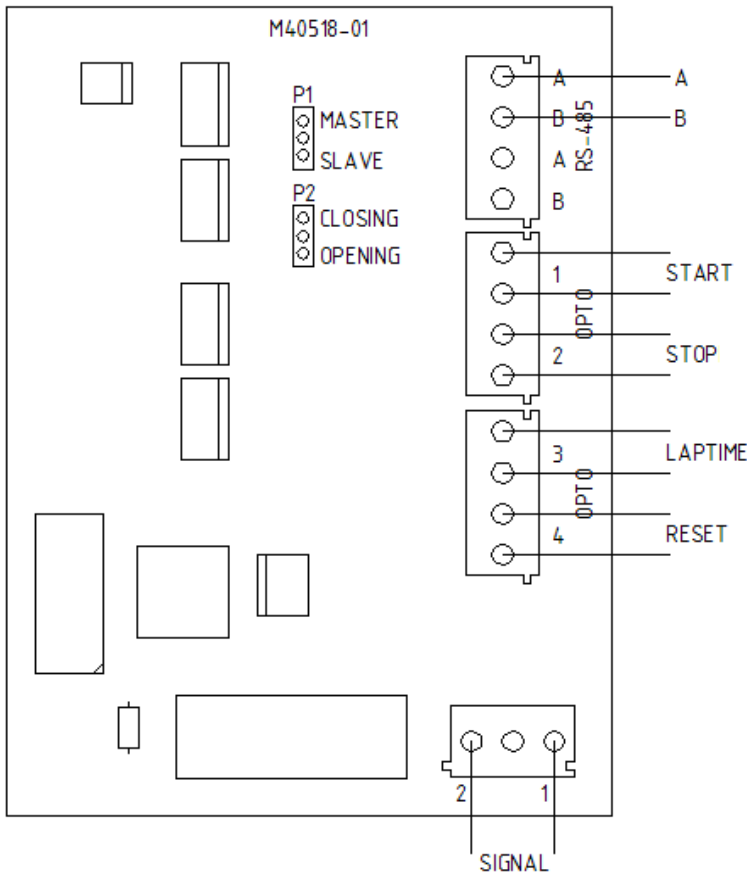 M40518-01
P1
MASTER
SLAVE
P2
CLOSING
OPENING
A
B
A
B
RS-485
A
B
1
2
OPTO
START
STOP
3
4
OPTO
LAPTIME
RESET
2
1
SIGNAL